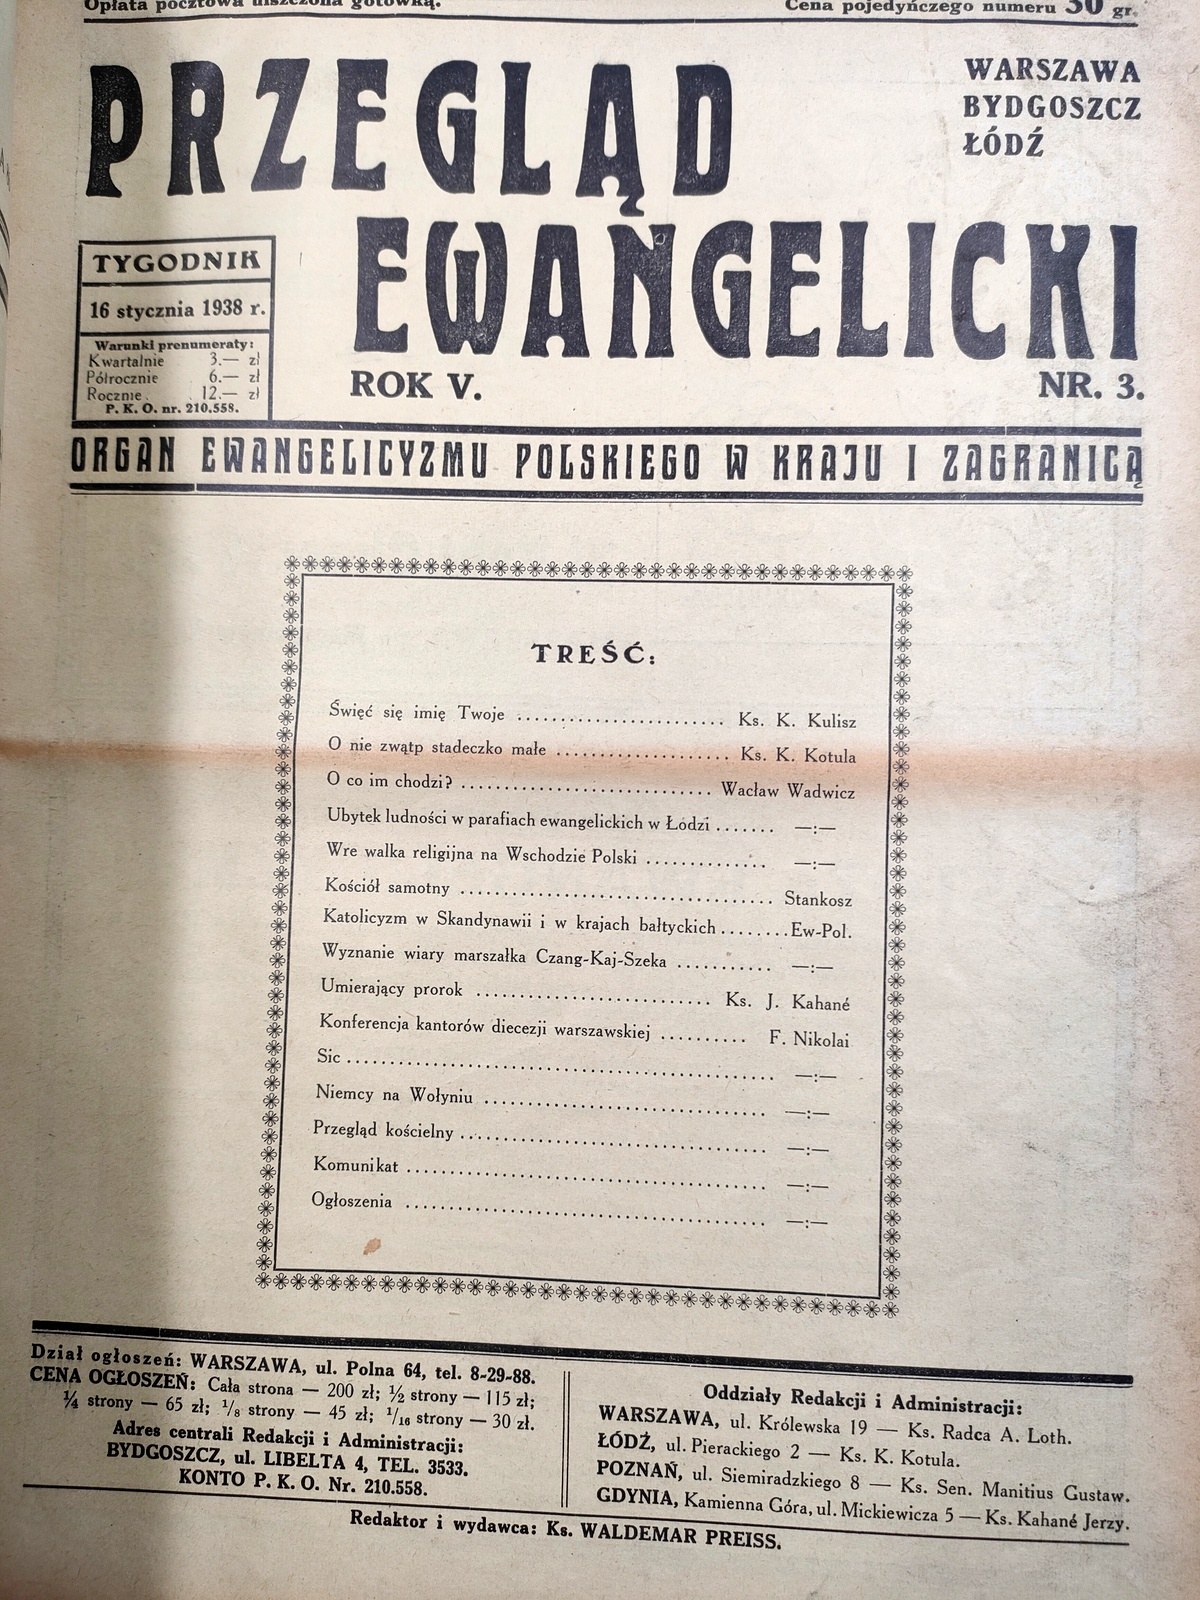 Opłata pocztowa uiszczona gotówką.
Cena pojedyńczego numeru 30 gr.
PRZEGLĄD
WARSZAWA
BYDGOSZCZ
ŁÓDŹ
EWANGELICKI
TYGODNIK
16 stycznia 1938 r.
Warunki prenumeraty:
Kwartalnie 3.— zł
Półrocznie 6.— zł
Rocznie . 12.— zł
P. K. O. nr. 210.558.
ROK V.
NR. 3.
ORGAN EWANGELICYZMU POLSKIEGO W KRAJU I ZAGRANICĄ
TREŚĆ:
Święć się imię Twoje ........................ Ks. K. Kulisz
O nie zwątp stadeczko małe .................... Ks. K. Kotula
O co im chodzi? ............................. Wacław Wadwicz
Ubytek ludności w parafiach ewangelickich w Łodzi ....... —:—
Wre walka religijna na Wschodzie Polski .............. —:—
Kościół samotny .................................... Stankosz
Katolicyzm w Skandynawii i w krajach bałtyckich ........ Ew-Pol.
Wyznanie wiary marszałka Czang-Kaj-Szeka ........... —:—
Umierający prorok ........................... Ks. J. Kahané
Konferencja kantorów diecezji warszawskiej .......... F. Nikolai
Sic ................................................. —:—
Niemcy na Wołyniu ................................. —:—
Przegląd kościelny .................................... —:—
Komunikat .......................................... —:—
Ogłoszenia .......................................... —:—
Dział ogłoszeń: WARSZAWA, ul. Polna 64, tel. 8-29-88.
CENA OGŁOSZEŃ: Cała strona — 200 zł; ½ strony — 115 zł;
¼ strony — 65 zł; 1/8 strony — 45 zł; 1/16 strony — 30 zł.
Adres centrali Redakcji i Administracji:
BYDGOSZCZ, ul. LIBELTA 4, TEL. 3533.
KONTO P. K. O. Nr. 210.558.
Oddziały Redakcji i Administracji:
WARSZAWA, ul. Królewska 19 — Ks. Radca A. Loth.
ŁÓDŹ, ul. Pierackiego 2 — Ks. K. Kotula.
POZNAŃ, ul. Siemiradzkiego 8 — Ks. Sen. Manitius Gustaw.
GDYNIA, Kamienna Góra, ul. Mickiewicza 5 — Ks. Kahané Jerzy.
Redaktor i wydawca: Ks. WALDEMAR PREISS.